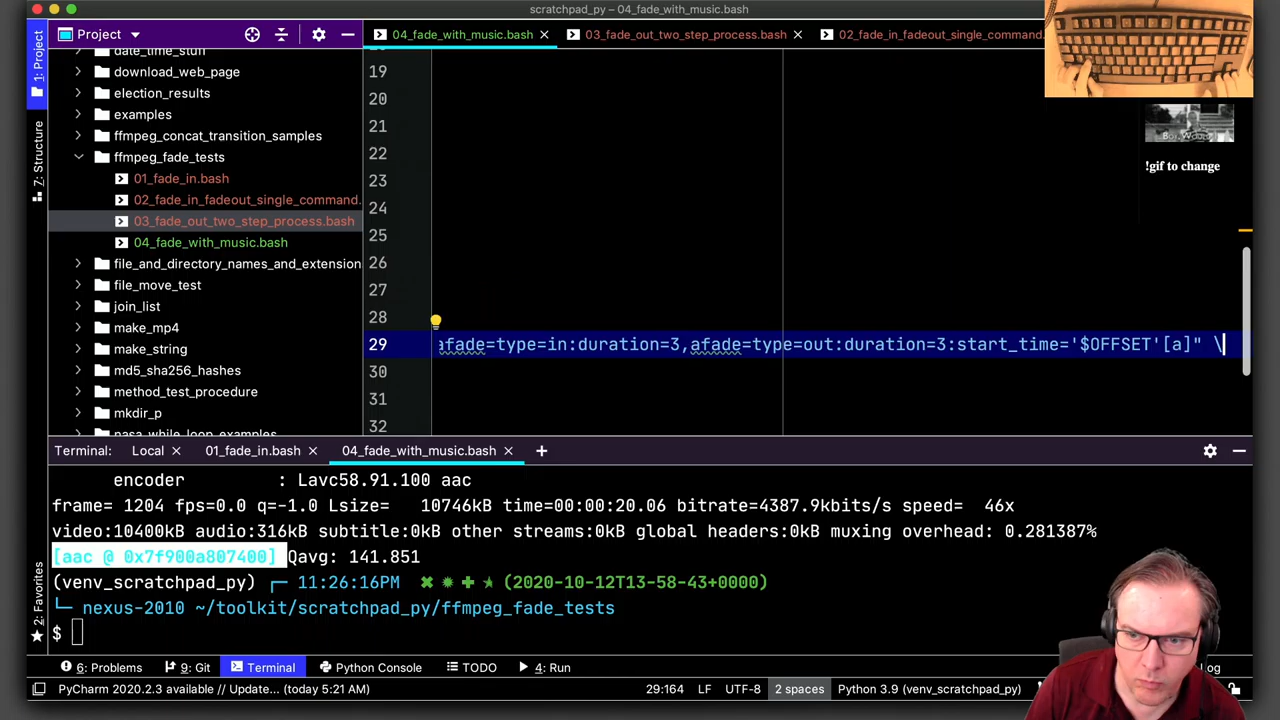 scratchpad_py – 04_fade_with_music.bash
Project
04_fade_with_music.bash
03_fade_out_two_step_process.bash
02_fade_in_fadeout_single_command.
1: Project
7: Structure
2: Favorites
date_time_stuff
download_web_page
election_results
examples
ffmpeg_concat_transition_samples
ffmpeg_fade_tests
01_fade_in.bash
02_fade_in_fadeout_single_command.
03_fade_out_two_step_process.bash
04_fade_with_music.bash
file_and_directory_names_and_extension
file_move_test
join_list
make_mp4
make_string
md5_sha256_hashes
method_test_procedure
mkdir_p
nasa_while_loop_examples
19
20
21
22
23
24
25
26
27
28
29 afade=type=in:duration=3,afade=type=out:duration=3:start_time='$OFFSET'[a]" \
30
31
32
!gif to change
Terminal: Local 01_fade_in.bash 04_fade_with_music.bash
encoder : Lavc58.91.100 aac
frame= 1204 fps=0.0 q=-1.0 Lsize= 10746kB time=00:00:20.06 bitrate=4387.9kbits/s speed= 46x
video:10400kB audio:316kB subtitle:0kB other streams:0kB global headers:0kB muxing overhead: 0.281387%
[aac @ 0x7f900a807400] Qavg: 141.851
(venv_scratchpad_py) 11:26:16PM (2020-10-12T13-58-43+0000)
nexus-2010 ~/toolkit/scratchpad_py/ffmpeg_fade_tests
$
6: Problems 9: Git Terminal Python Console TODO 4: Run
PyCharm 2020.2.3 available // Update... (today 5:21 AM) 29:164 LF UTF-8 2 spaces Python 3.9 (venv_scratchpad_py)